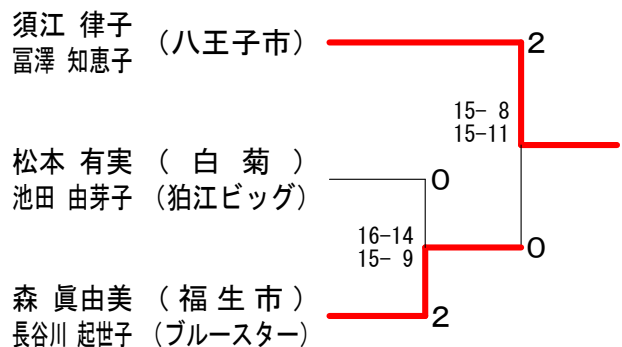 須江 律子
冨澤 知恵子 (八王子市)
2
15- 8
15-11
松本 有実 ( 白 菊 )
池田 由芽子 (狛江ビッグ)
0
16-14
15- 9
0
森 眞由美 ( 福 生 市 )
長谷川 起世子 (ブルースター)
2